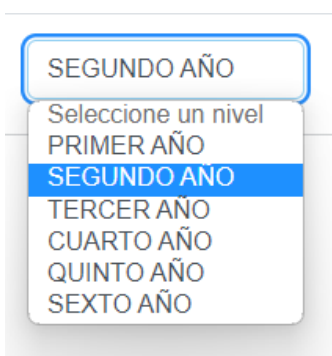 SEGUNDO AÑO
Seleccione un nivel
PRIMER AÑO
SEGUNDO AÑO
TERCER AÑO
CUARTO AÑO
QUINTO AÑO
SEXTO AÑO